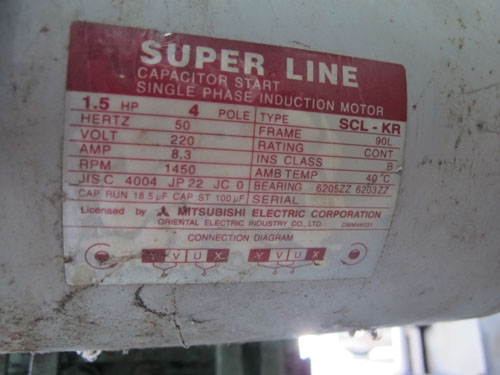 SUPER LINE
CAPACITOR START
SINGLE PHASE INDUCTION MOTOR
1.5 HP 4 POLE TYPE SCL-KR
HERTZ 50 FRAME 90L
VOLT 220 RATING CONT
AMP 8.3 INS CLASS B
RPM 1450 AMB TEMP 40°C
JIS C 4004 JP 22 JC 0 BEARING 6205ZZ 6203ZZ
CAP RUN 18.5 µF CAP ST 100 µF SERIAL
Licensed by MITSUBISHI ELECTRIC CORPORATION
ORIENTAL ELECTRIC INDUSTRY CO., LTD.
CONNECTION DIAGRAM
Y V U X Y V U X